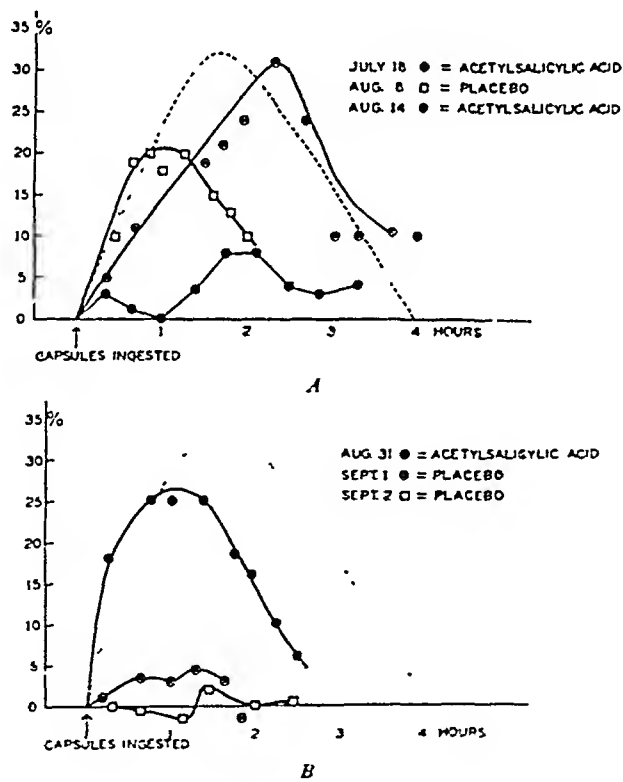 %
35
30
25
20
15
10
5
0
JULY 18 = ACETYLSALICYLIC ACID
AUG. 8 = PLACEBO
AUG. 14 = ACETYLSALICYLIC ACID
1 2 3 4 HOURS
CAPSULES INGESTED
A
%
35
30
25
20
15
10
5
0
AUG. 31 = ACETYLSALICYLIC ACID
SEPT. 1 = PLACEBO
SEPT. 2 = PLACEBO
1 2 3 4 HOURS
CAPSULES INGESTED
B